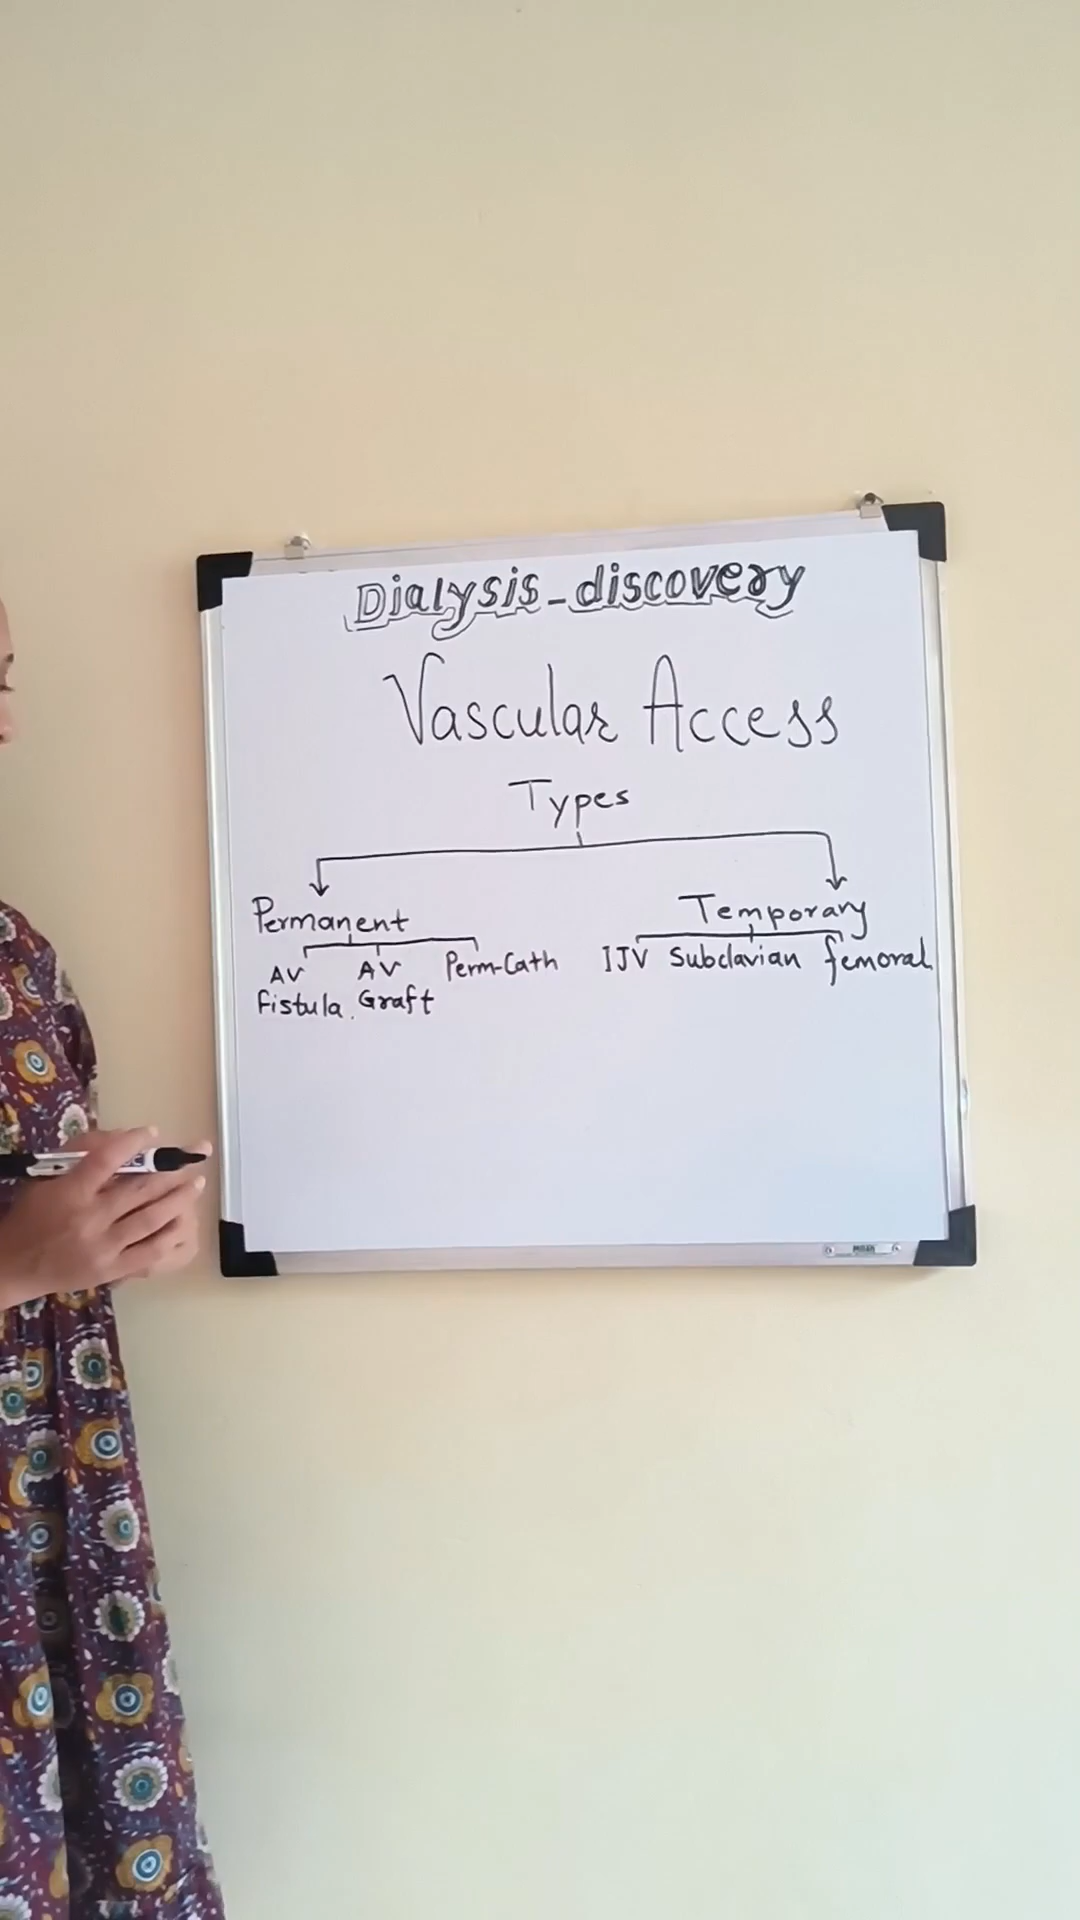 Dialysis_discovery
Vascular Access
Types
Permanent Temporary
AV AV Perm-Cath IJV Subclavian femoral
fistula. Graft